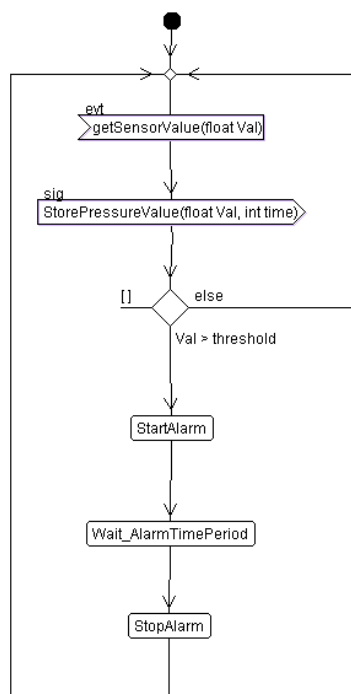 evt
getSensorValue(float Val)
sig
StorePressureValue(float Val, int time)
[ ]
else
Val > threshold
StartAlarm
Wait_AlarmTimePeriod
StopAlarm